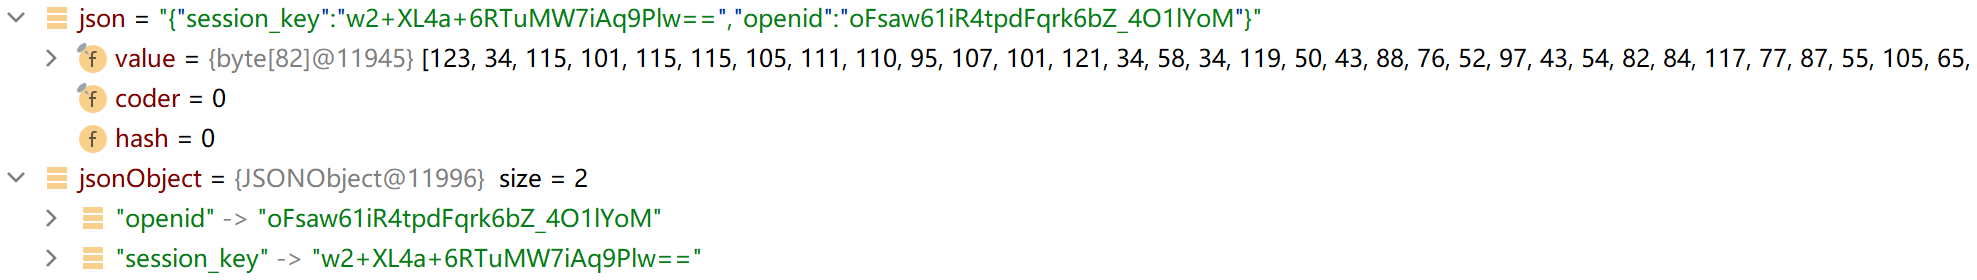 json = "{"session_key":"w2+XL4a+6RTuMW7iAq9Plw==","openid":"oFsaw61iR4tpdFqrk6bZ_4O1lYoM"}"
f value = {byte[82]@11945} [123, 34, 115, 101, 115, 115, 105, 111, 110, 95, 107, 101, 121, 34, 58, 34, 119, 50, 43, 88, 76, 52, 97, 43, 54, 82, 84, 117, 77, 87, 55, 105, 65,
f coder = 0
f hash = 0
jsonObject = {JSONObject@11996} size = 2
"openid" -> "oFsaw61iR4tpdFqrk6bZ_4O1lYoM"
"session_key" -> "w2+XL4a+6RTuMW7iAq9Plw=="